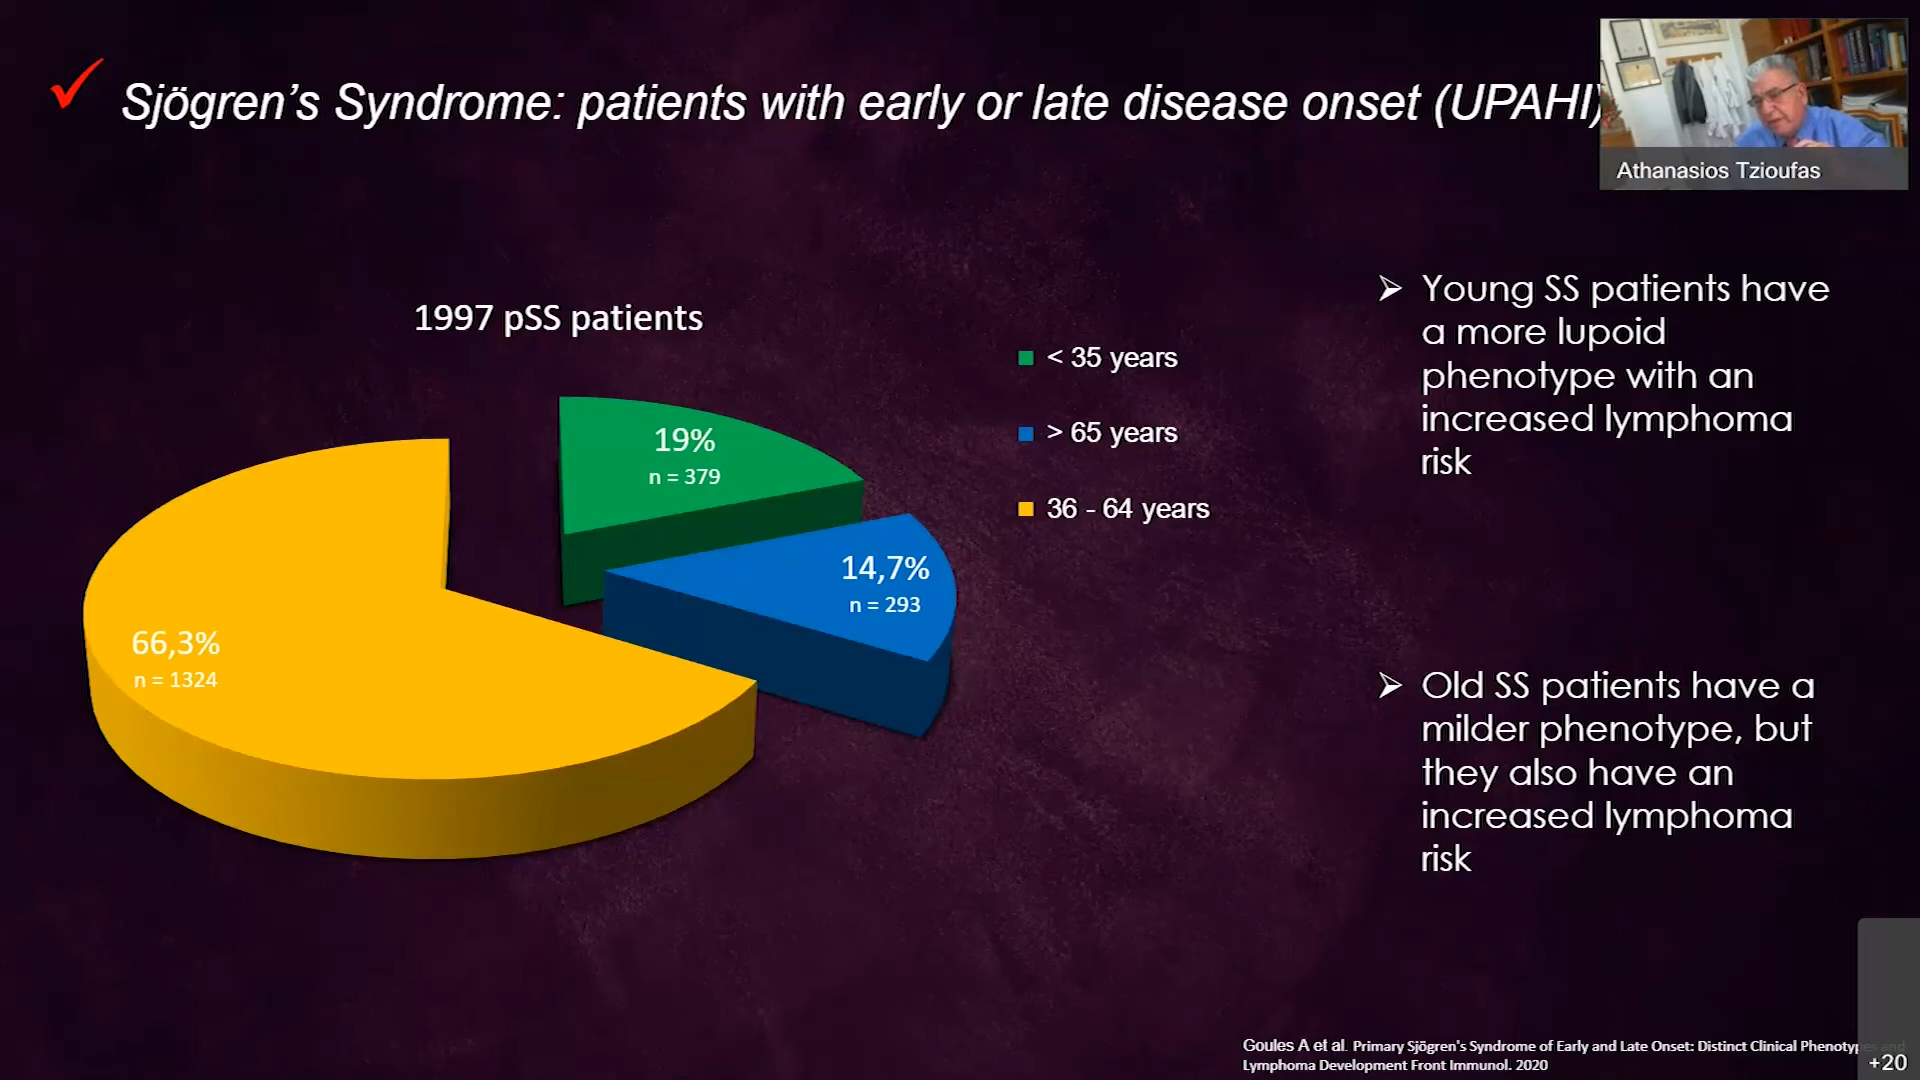 Sjögren's Syndrome: patients with early or late disease onset (UPAHI)
Athanasios Tzioufas
1997 pSS patients
19%
n = 379
14,7%
n = 293
66,3%
n = 1324
< 35 years
> 65 years
36 - 64 years
Young SS patients have
a more lupoid
phenotype with an
increased lymphoma
risk
Old SS patients have a
milder phenotype, but
they also have an
increased lymphoma
risk
Goules A et al. Primary Sjögren's Syndrome of Early and Late Onset: Distinct Clinical Phenotypes and
Lymphoma Development Front Immunol. 2020
+20